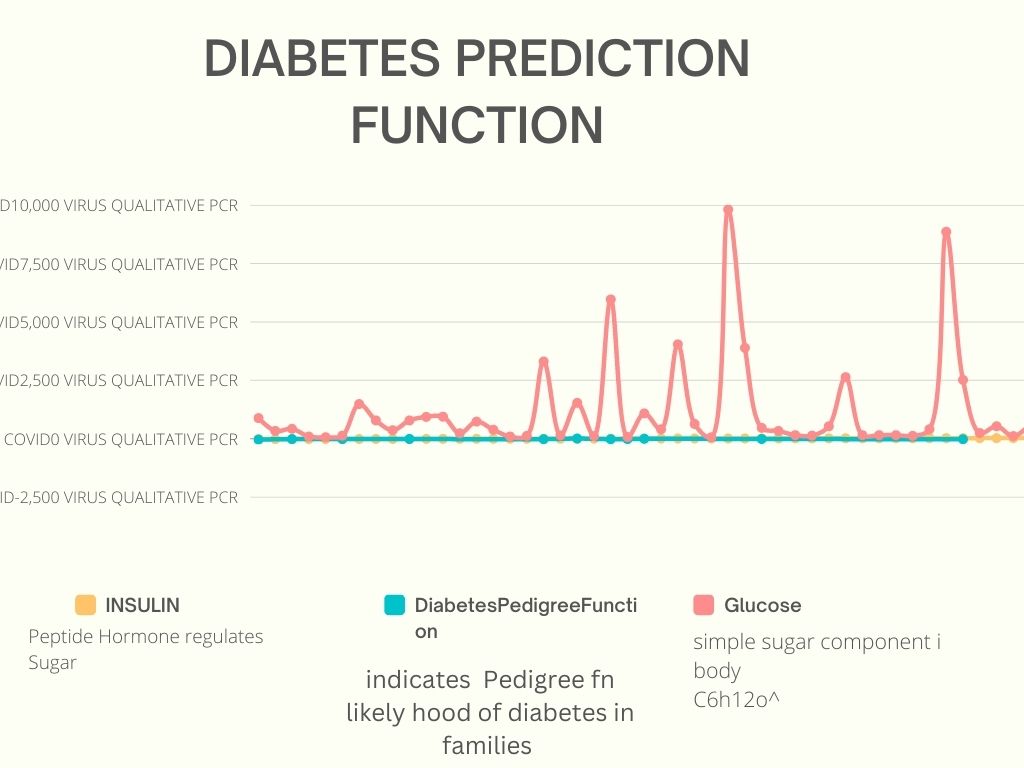 DIABETES PREDICTION
FUNCTION
D10,000 VIRUS QUALITATIVE PCR
VID7,500 VIRUS QUALITATIVE PCR
VID5,000 VIRUS QUALITATIVE PCR
VID2,500 VIRUS QUALITATIVE PCR
COVID0 VIRUS QUALITATIVE PCR
ID-2,500 VIRUS QUALITATIVE PCR
INSULIN
Peptide Hormone regulates
Sugar
DiabetesPedigreeFuncti
on
indicates Pedigree fn
likely hood of diabetes in
families
Glucose
simple sugar component i
body
C6h12o^